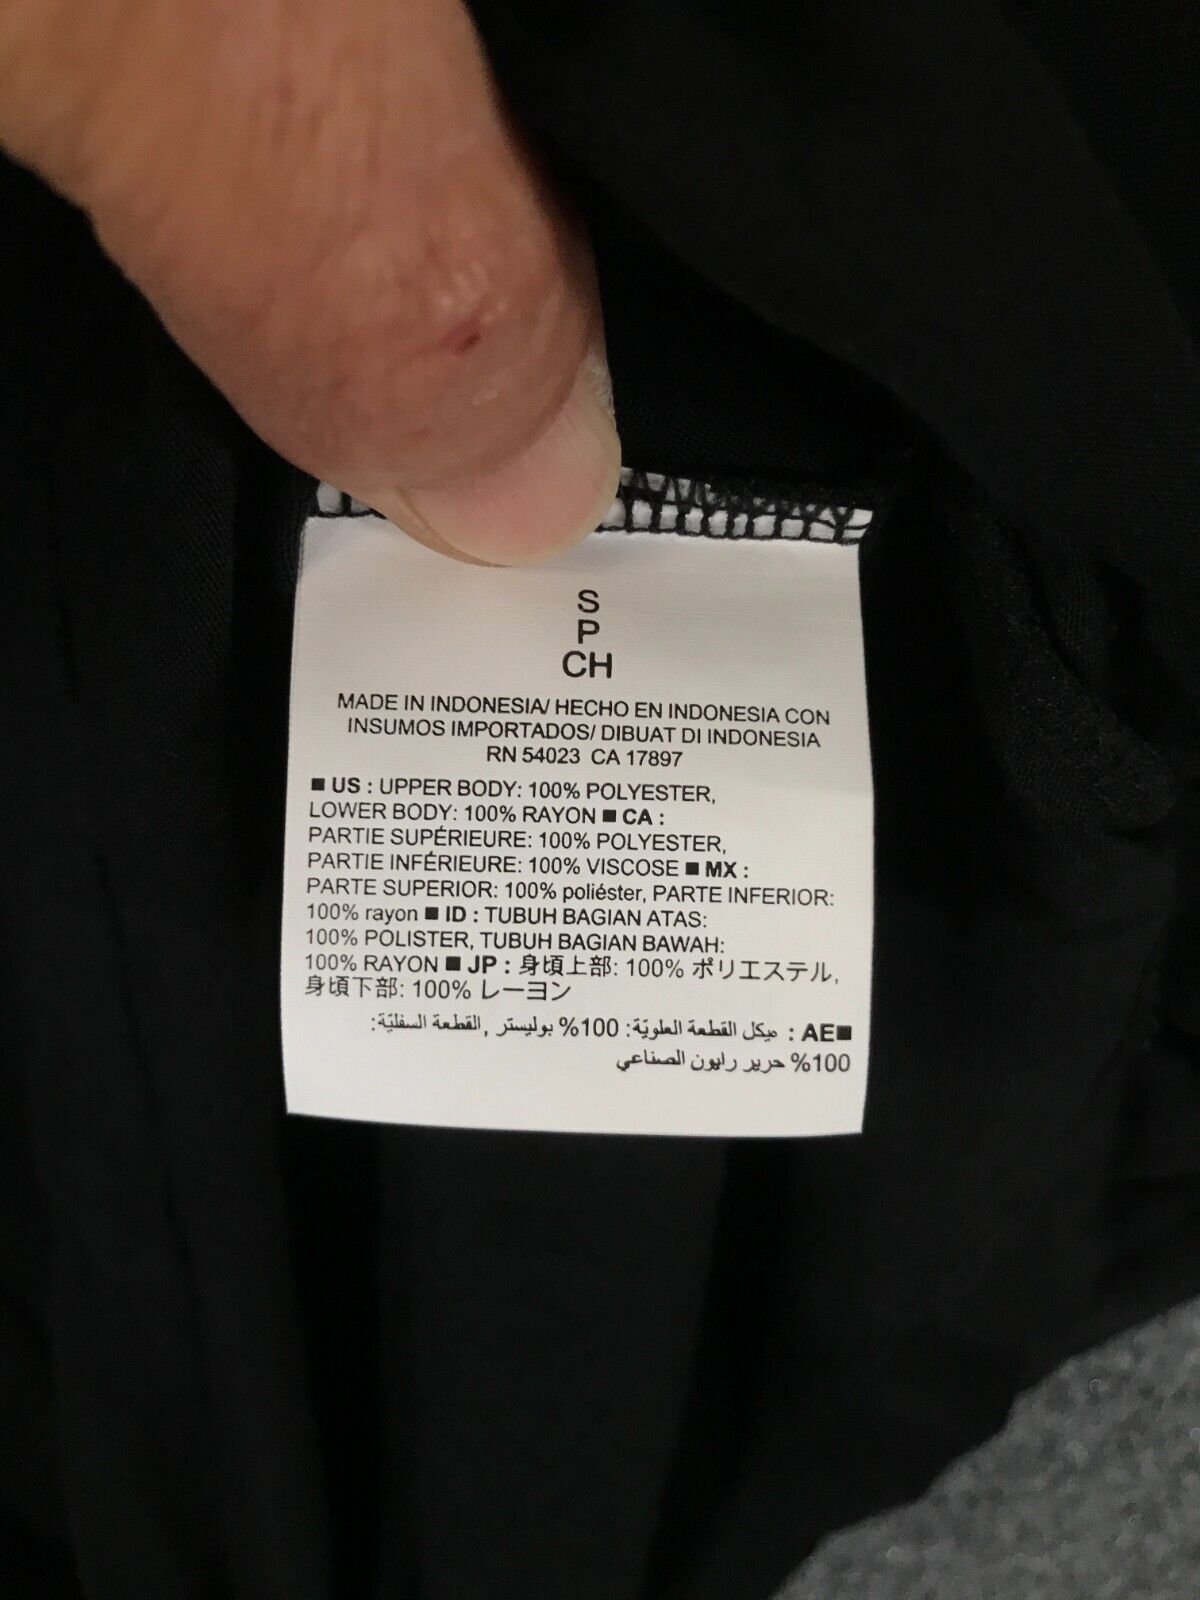 S
P
CH
MADE IN INDONESIA/ HECHO EN INDONESIA CON
INSUMOS IMPORTADOS/ DIBUAT DI INDONESIA
RN 54023 CA 17897
■ US : UPPER BODY: 100% POLYESTER,
LOWER BODY: 100% RAYON ■ CA :
PARTIE SUPÉRIEURE: 100% POLYESTER,
PARTIE INFÉRIEURE: 100% VISCOSE ■ MX :
PARTE SUPERIOR: 100% poliéster, PARTE INFERIOR:
100% rayon ■ ID : TUBUH BAGIAN ATAS:
100% POLISTER, TUBUH BAGIAN BAWAH:
100% RAYON ■ JP : 身頃上部: 100% ポリエステル,
身頃下部: 100% レーヨン
■AE : ميكل القطعة العلويّة: 100% بوليستر ,القطعة السفليّة:
100% حرير رايون الصناعي